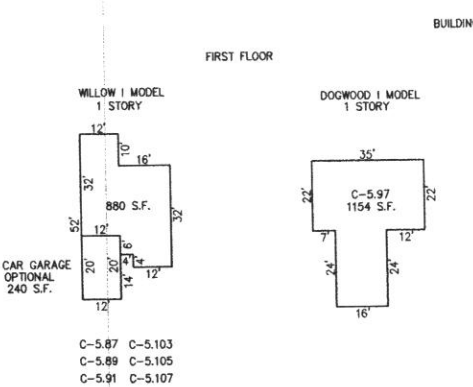 BUILDIN
FIRST FLOOR
WILLOW I MODEL
1 STORY
12'
10'
16'
32'
52'
880 S.F.
32'
12'
6'
4'
4'
12'
20'
20'
14'
12'
CAR GARAGE
OPTIONAL
240 S.F.
C-5.87 C-5.103
C-5.89 C-5.105
C-5.91 C-5.107
DOGWOOD I MODEL
1 STORY
35'
22'
C-5.97
1154 S.F.
22'
7'
12'
24'
24'
16'